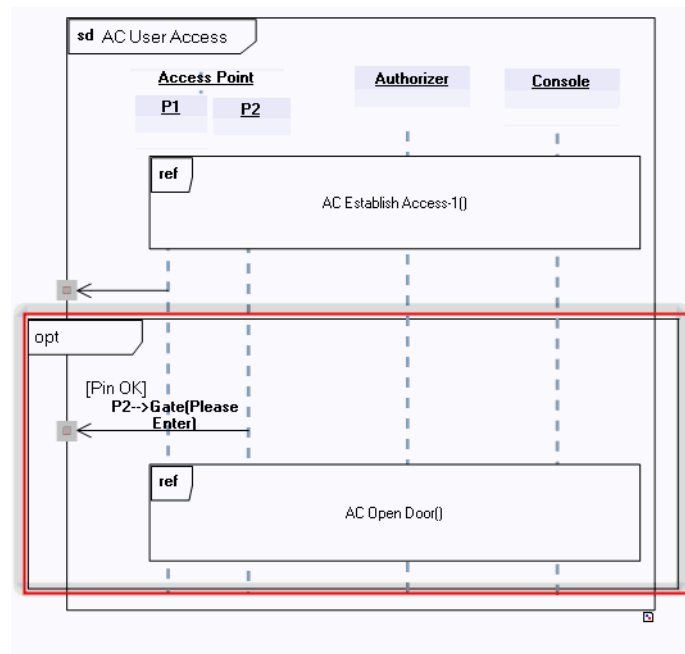 sd AC User Access
Access Point
Authorizer
Console
P1
P2
ref
AC Establish Access-1()
opt
[Pin OK]
P2-->Gate(Please
Enter)
ref
AC Open Door()